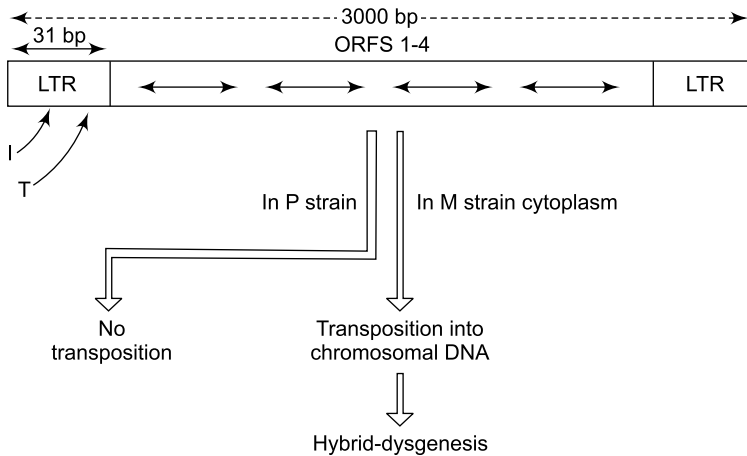 3000 bp
31 bp
ORFS 1-4
LTR
LTR
I
T
In P strain
In M strain cytoplasm
No
transposition
Transposition into
chromosomal DNA
Hybrid-dysgenesis